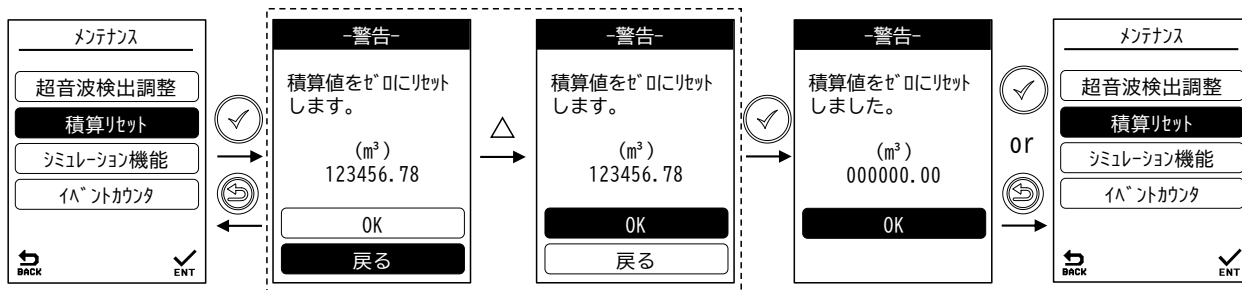 メンテナンス
超音波検出調整
積算リセット
シミュレーション機能
イベントカウンタ
BACK
ENT
-警告-
積算値をゼロにリセット
します。
(m³)
123456.78
OK
戻る
-警告-
積算値をゼロにリセット
します。
(m³)
123456.78
OK
戻る
-警告-
積算値をゼロにリセット
しました。
(m³)
000000.00
OK
or
メンテナンス
超音波検出調整
積算リセット
シミュレーション機能
イベントカウンタ
BACK
ENT